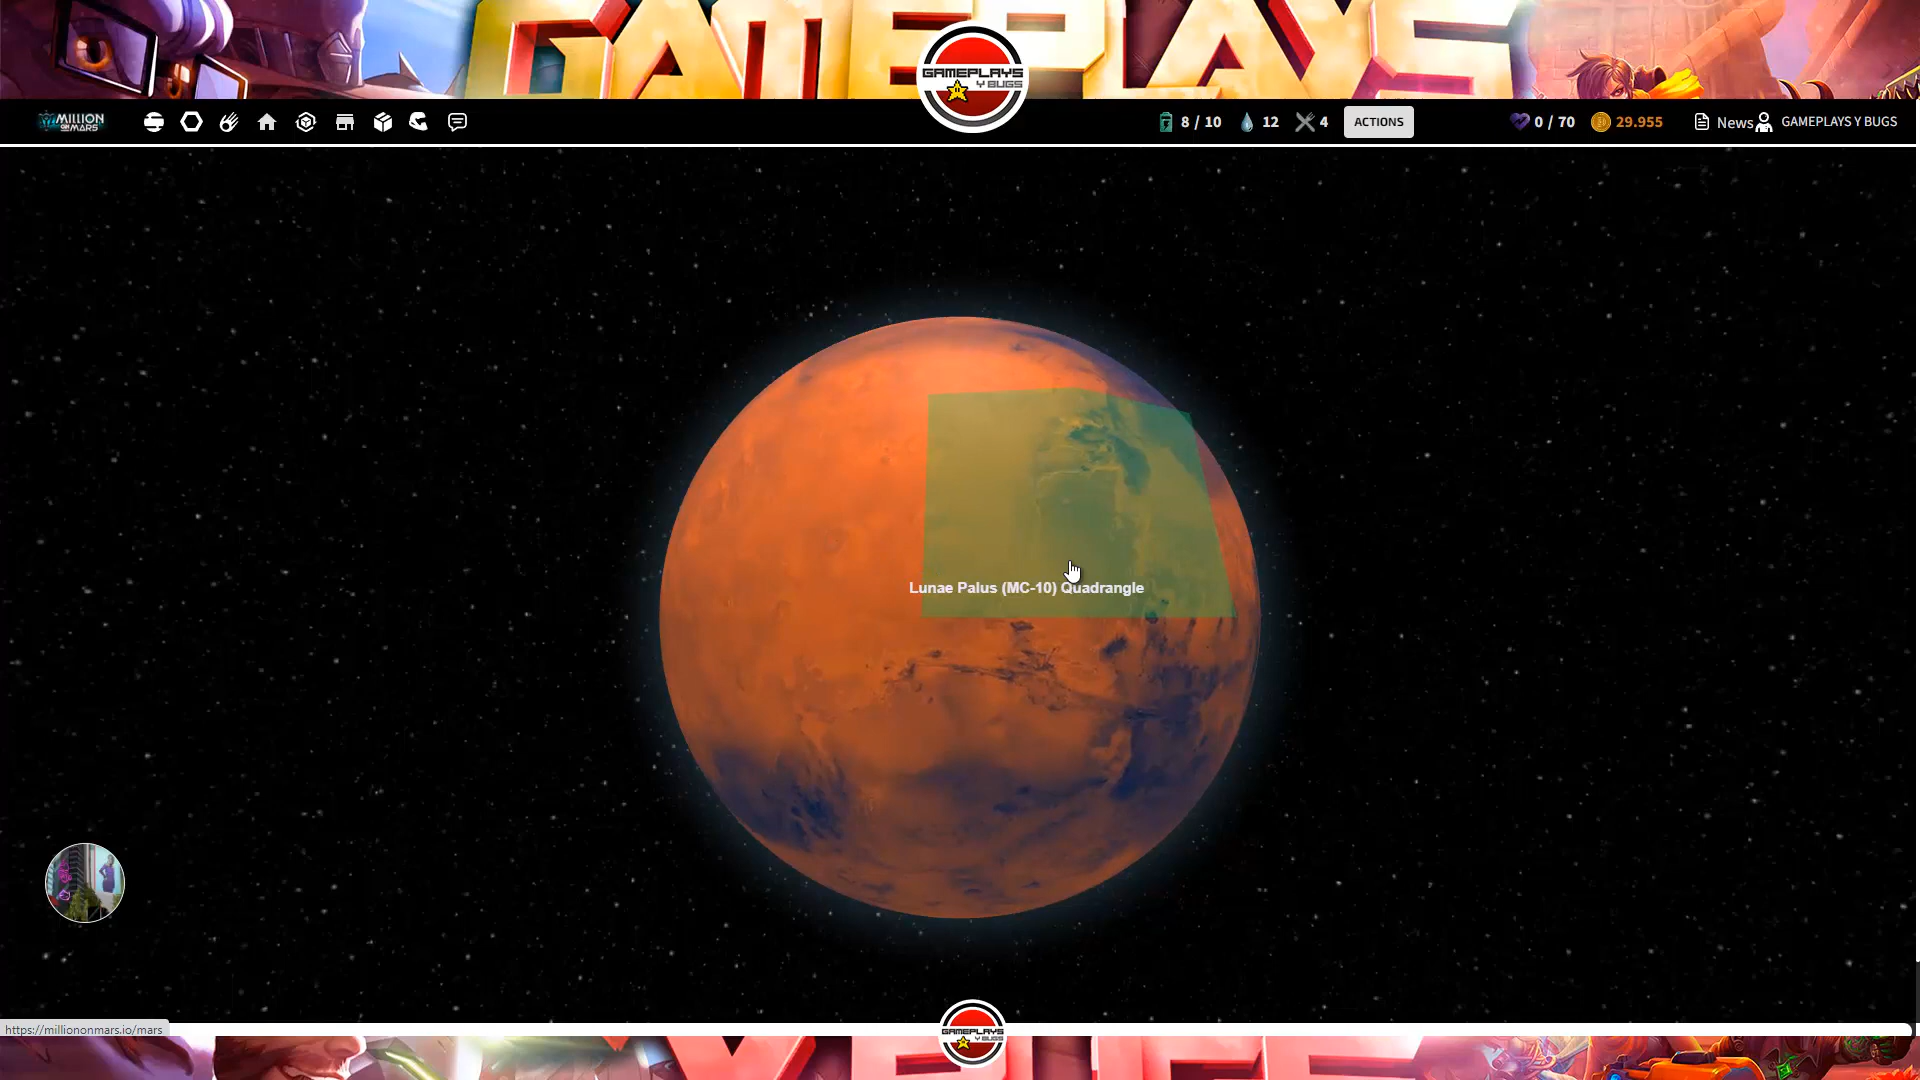 GAMEPLAYS
GAMEPLAYS
Y BUGS
MILLION
ON MARS
8 / 10
12
4
ACTIONS
0 / 70
29.955
News
GAMEPLAYS Y BUGS
Lunae Palus (MC-10) Quadrangle
https://milliononmars.io/mars
GAMEPLAYS
Y BUGS
Y BUGS